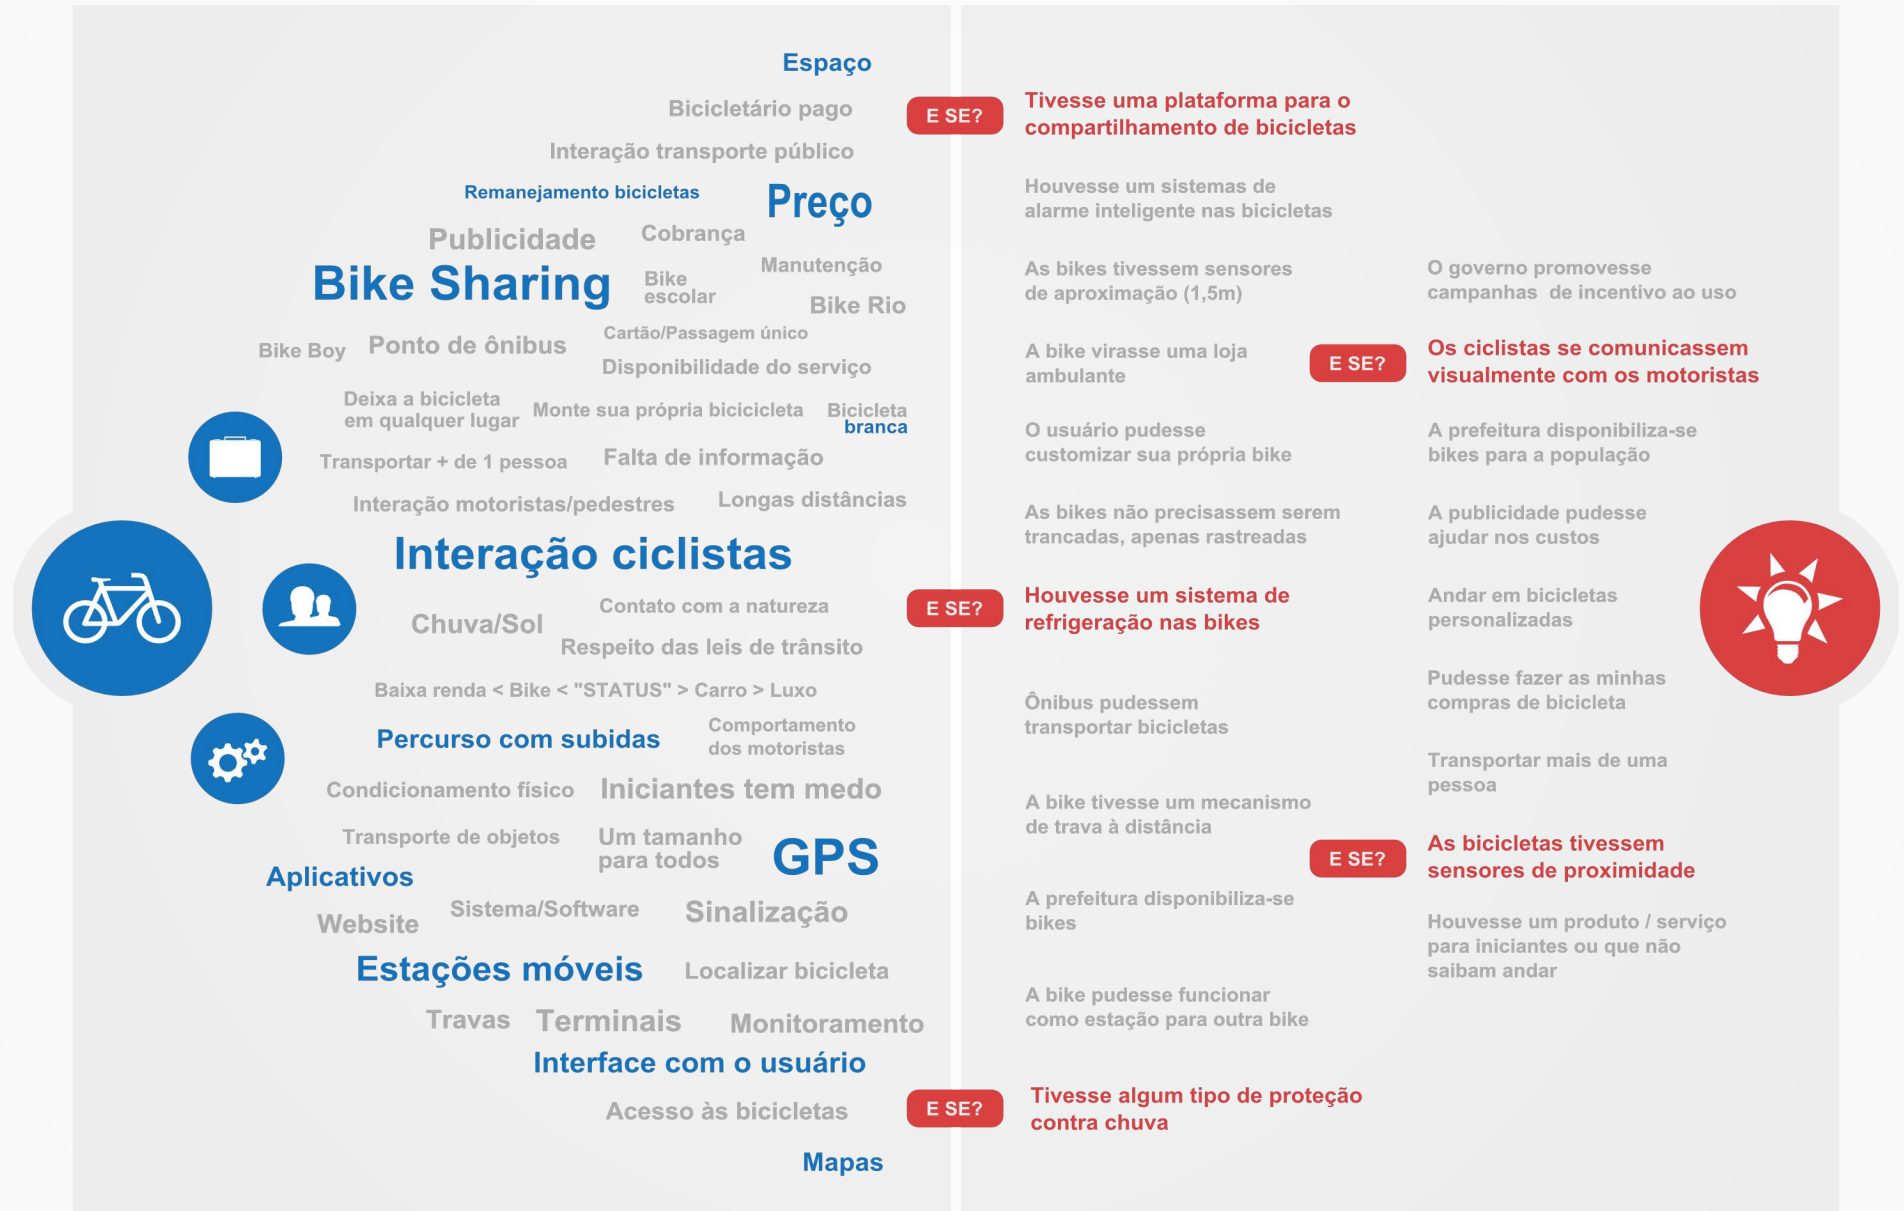 Espaço
Bicicletário pago
Interação transporte público
Remanejamento bicicletas
Preço
Publicidade
Cobrança
Bike Sharing
Bike
escolar
Manutenção
Bike Rio
Bike Boy
Ponto de ônibus
Cartão/Passagem único
Disponibilidade do serviço
Deixa a bicicleta
em qualquer lugar
Monte sua própria bicicicleta
Bicicleta
branca
Transportar + de 1 pessoa
Falta de informação
Interação motoristas/pedestres
Longas distâncias
Interação ciclistas
Chuva/Sol
Contato com a natureza
Respeito das leis de trânsito
Baixa renda < Bike < "STATUS" > Carro > Luxo
Percurso com subidas
Comportamento
dos motoristas
Condicionamento físico
Iniciantes tem medo
Transporte de objetos
Um tamanho
para todos
GPS
Aplicativos
Website
Sistema/Software
Sinalização
Estações móveis
Localizar bicicleta
Travas
Terminais
Monitoramento
Interface com o usuário
Acesso às bicicletas
Mapas
E SE?
Tivesse uma plataforma para o
compartilhamento de bicicletas
Houvesse um sistemas de
alarme inteligente nas bicicletas
As bikes tivessem sensores
de aproximação (1,5m)
A bike virasse uma loja
ambulante
O usuário pudesse
customizar sua própria bike
As bikes não precisassem serem
trancadas, apenas rastreadas
E SE?
Houvesse um sistema de
refrigeração nas bikes
Ônibus pudessem
transportar bicicletas
A bike tivesse um mecanismo
de trava à distância
A prefeitura disponibiliza-se
bikes
A bike pudesse funcionar
como estação para outra bike
E SE?
Tivesse algum tipo de proteção
contra chuva
O governo promovesse
campanhas de incentivo ao uso
E SE?
Os ciclistas se comunicassem
visualmente com os motoristas
A prefeitura disponibiliza-se
bikes para a população
A publicidade pudesse
ajudar nos custos
Andar em bicicletas
personalizadas
Pudesse fazer as minhas
compras de bicicleta
Transportar mais de uma
pessoa
E SE?
As bicicletas tivessem
sensores de proximidade
Houvesse um produto / serviço
para iniciantes ou que não
saibam andar